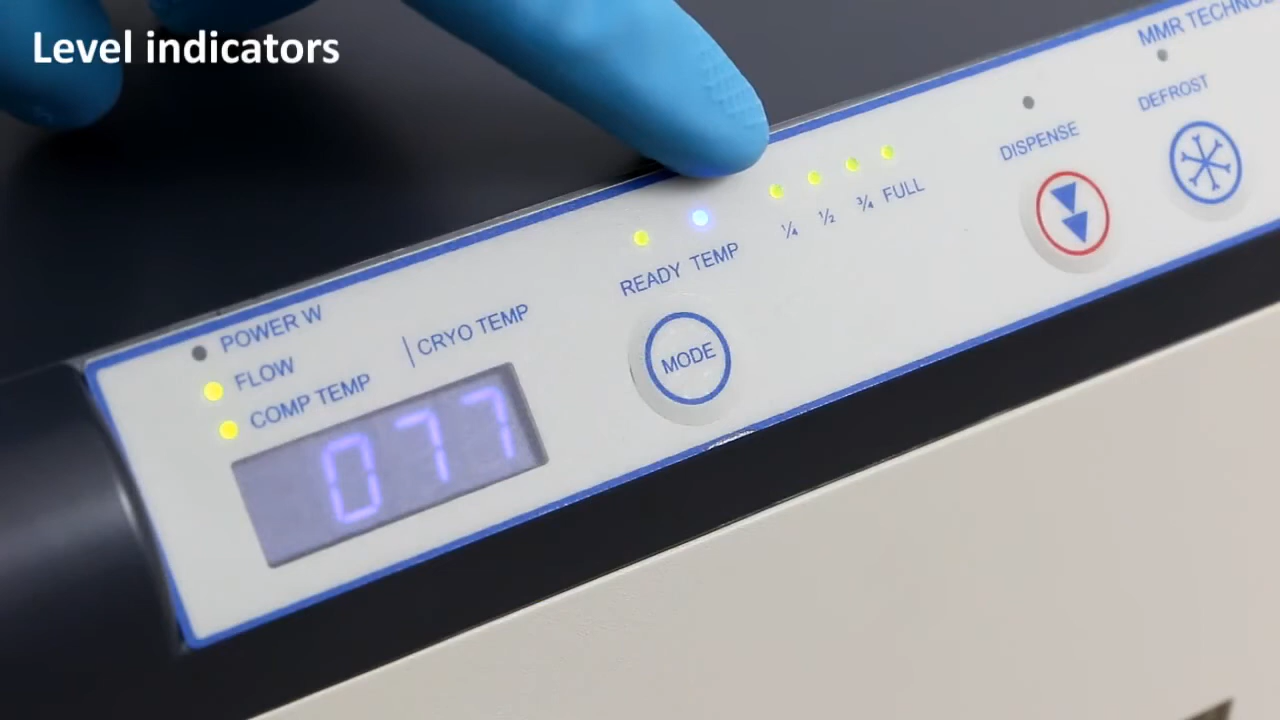 Level indicators
MMR TECHNOL
DEFROST
DISPENSE
¼ ½ ¾ FULL
READY TEMP
MODE
POWER W
FLOW
COMP TEMP
CRYO TEMP
077